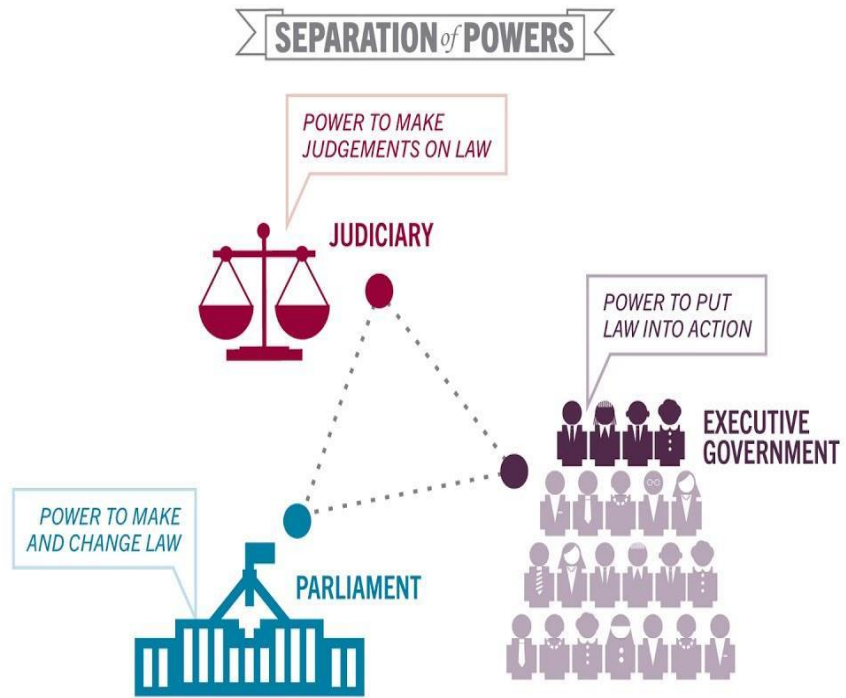 SEPARATION of POWERS
POWER TO MAKE
JUDGEMENTS ON LAW
JUDICIARY
POWER TO PUT
LAW INTO ACTION
EXECUTIVE
GOVERNMENT
POWER TO MAKE
AND CHANGE LAW
PARLIAMENT